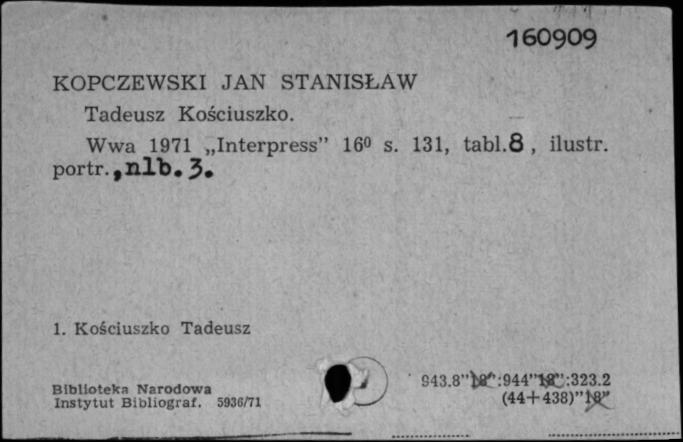 160909
KOPCZEWSKI JAN STANISŁAW
Tadeusz Kościuszko.
Wwa 1971 „Interpress” 16⁰ s. 131, tabl.8, ilustr.
portr.,nlb.3.
1. Kościuszko Tadeusz
943.8”18”:944”18”:323.2
Biblioteka Narodowa
(44+438)”18”
Instytut Bibliograf. 5936/71